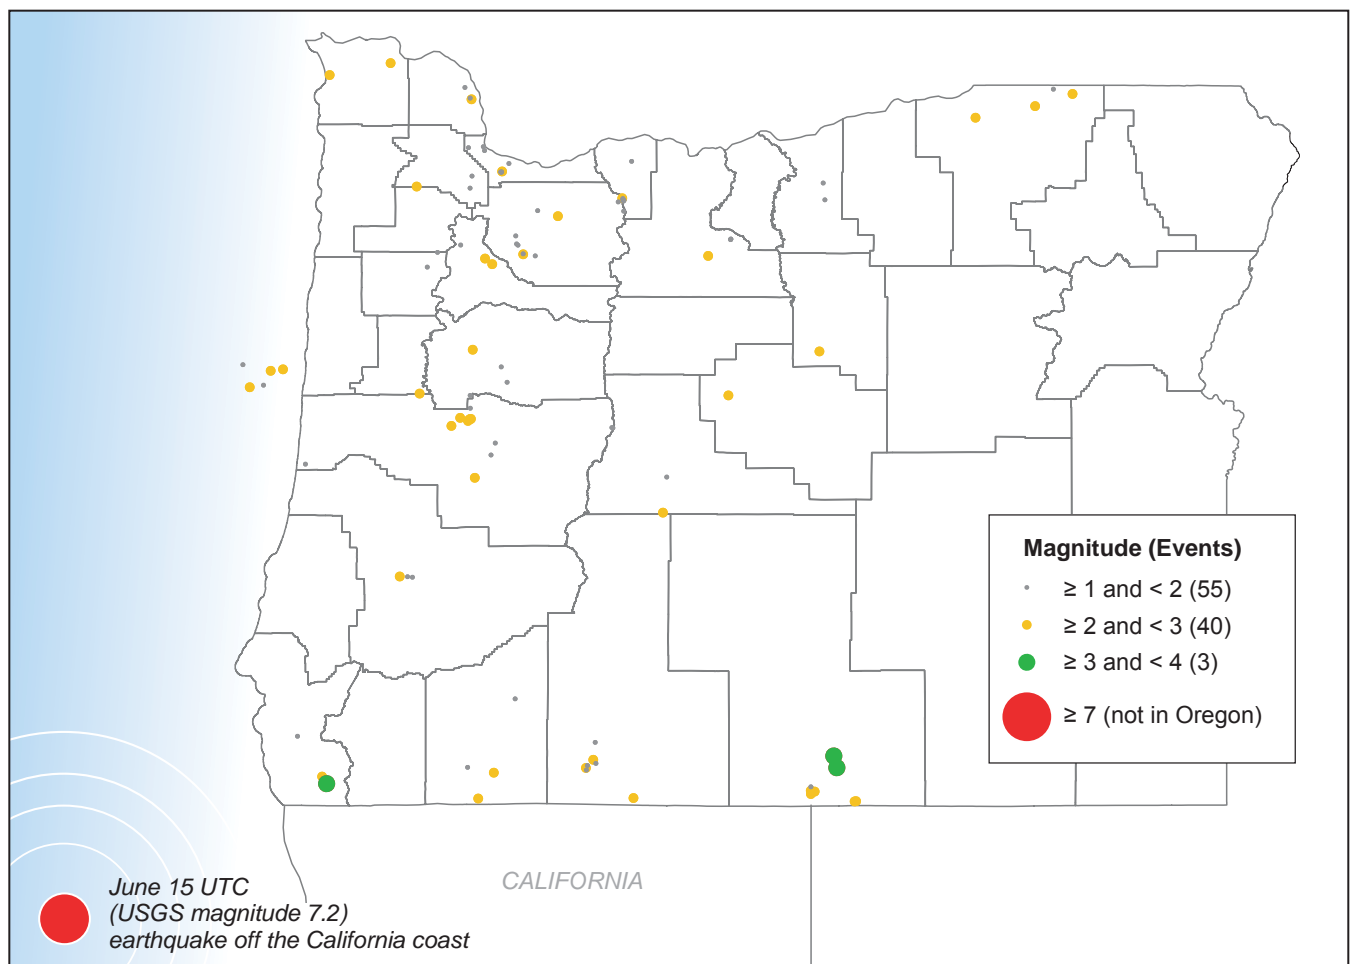 Magnitude (Events)
≥ 1 and < 2 (55)
≥ 2 and < 3 (40)
≥ 3 and < 4 (3)
≥ 7 (not in Oregon)
CALIFORNIA
June 15 UTC
(USGS magnitude 7.2)
earthquake off the California coast